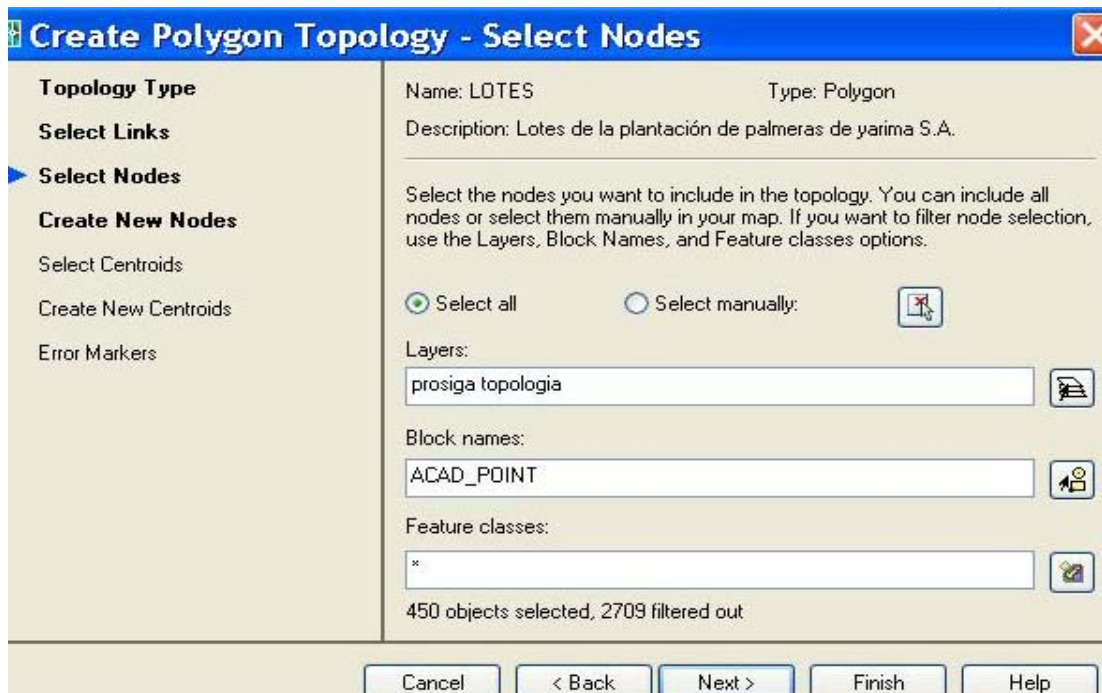 Create Polygon Topology - Select Nodes
Topology Type
Select Links
Select Nodes
Create New Nodes
Select Centroids
Create New Centroids
Error Markers
Name: LOTES Type: Polygon
Description: Lotes de la plantación de palmeras de yarima S.A.
Select the nodes you want to include in the topology. You can include all
nodes or select them manually in your map. If you want to filter node selection,
use the Layers, Block Names, and Feature classes options.
Select all Select manually:
Layers:
prosiga topologia
Block names:
ACAD_POINT
Feature classes:
*
450 objects selected, 2709 filtered out
Cancel < Back Next > Finish Help